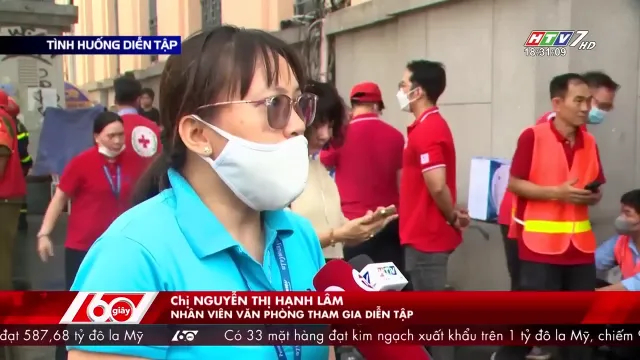 TÌNH HUỐNG DIỄN TẬP
HTV7 HD
18:31:09
HTV
60 giây
Chị NGUYỄN THỊ HẠNH LÂM
NHÂN VIÊN VĂN PHÒNG THAM GIA DIỄN TẬP
đạt 587,68 tỉ đô la Mỹ
Có 33 mặt hàng đạt kim ngạch xuất khẩu trên 1 tỷ đô la Mỹ, chiếm